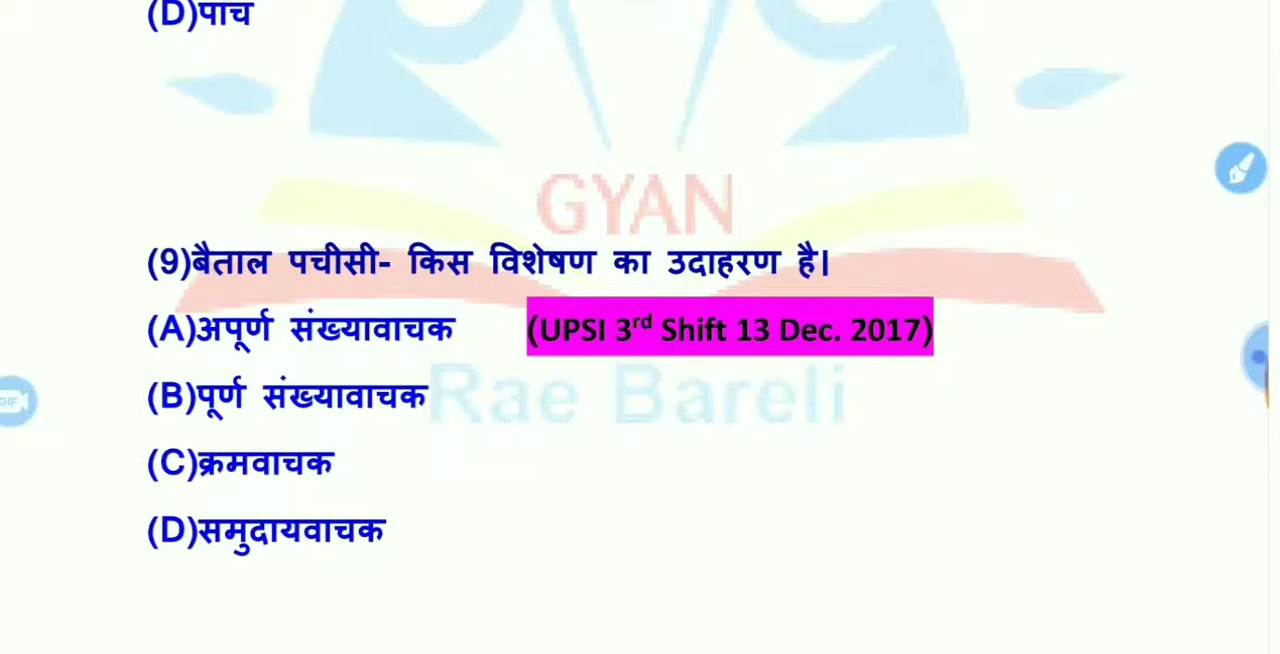 (D)पाच
GYAN
(9)बैताल पचीसी- किस विशेषण का उदाहरण है।
(A)अपूर्ण संख्यावाचक (UPSI 3rd Shift 13 Dec. 2017)
(B)पूर्ण संख्यावाचक
Rae Bareli
(C)क्रमवाचक
(D)समुदायवाचक
GIF